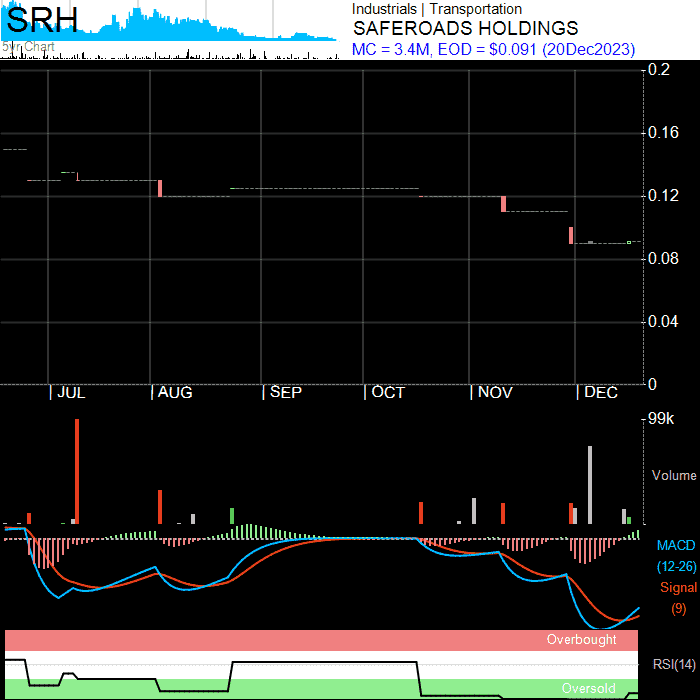 SRH
5yr Chart
Industrials | Transportation
SAFEROADS HOLDINGS
MC = 3.4M, EOD = $0.091 (20Dec2023)
0.2
0.16
0.12
0.08
0.04
0
| JUL | AUG | SEP | OCT | NOV | DEC
99k
Volume
MACD
(12-26)
Signal
(9)
Overbought
RSI(14)
Oversold